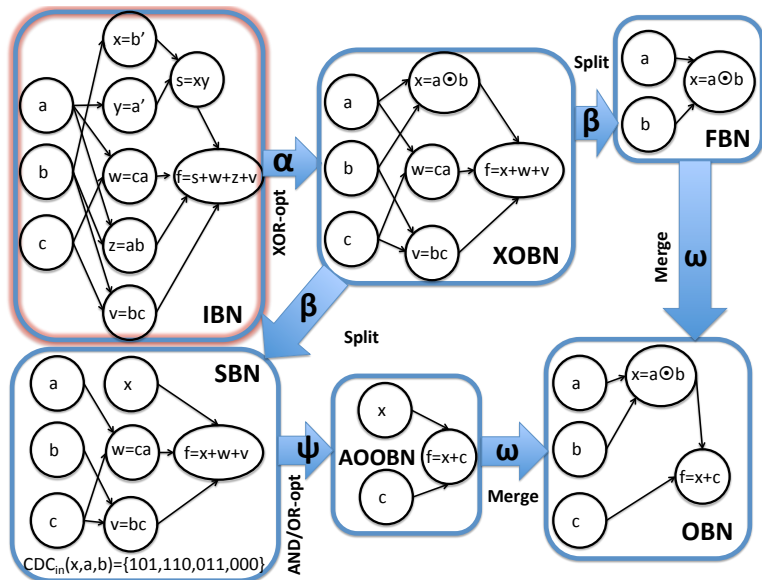 x=b’
s=xy
a
y=a’
b
w=ca
f=s+w+z+v
c
z=ab
v=bc
IBN
α
XOR-opt
a
x=a⊙b
b
w=ca
f=x+w+v
c
v=bc
XOBN
Split
β
a
x=a⊙b
b
FBN
Merge
ω
β
Split
SBN
a
x
b
w=ca
f=x+w+v
c
v=bc
CDCin(x,a,b)={101,110,011,000}
ψ
AND/OR-opt
x
AOOBN
f=x+c
c
ω
Merge
a
x=a⊙b
b
f=x+c
c
OBN